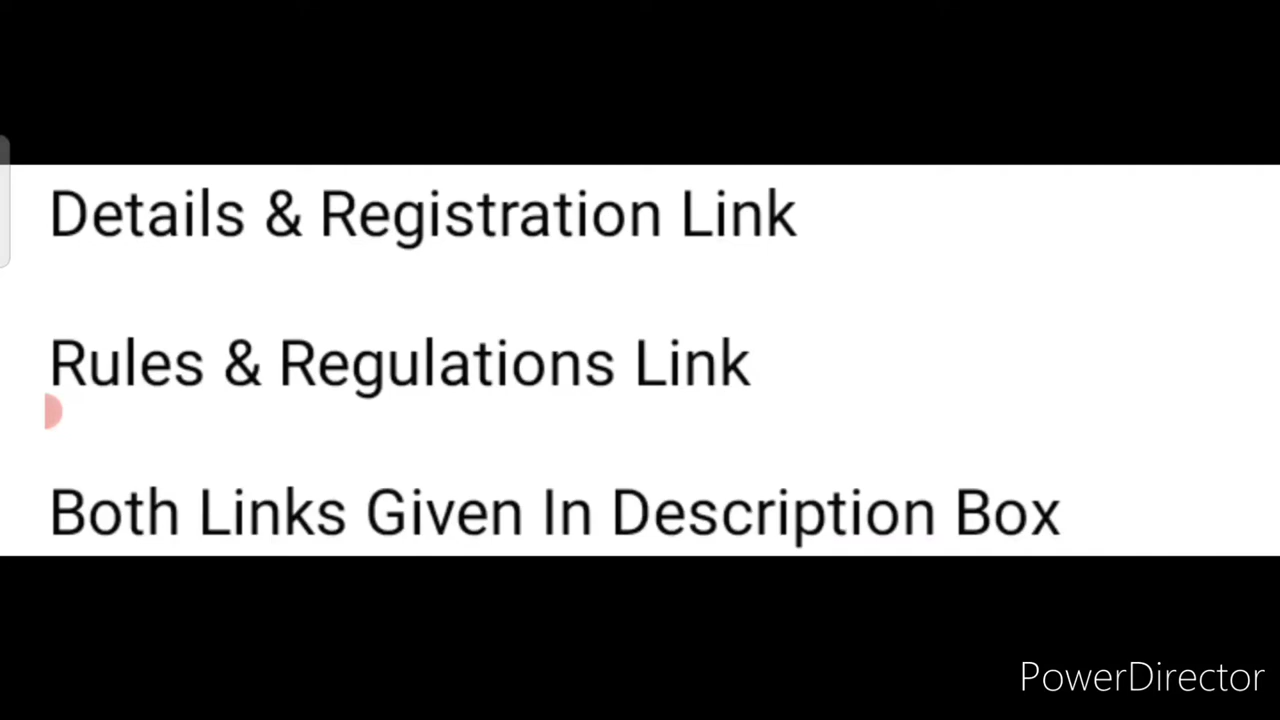 Details & Registration Link
Rules & Regulations Link
Both Links Given In Description Box
PowerDirector